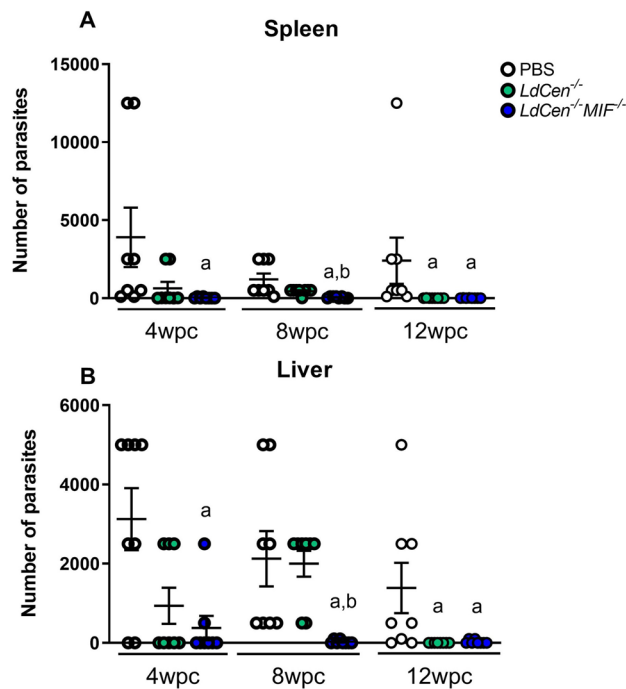 A
Spleen
Number of parasites
15000
10000
5000
0
a
a,b
a
a
4wpc
8wpc
12wpc
PBS
LdCen-/-
LdCen-/-MIF-/-
B
Liver
Number of parasites
6000
4000
2000
0
a
a,b
a
a
4wpc
8wpc
12wpc